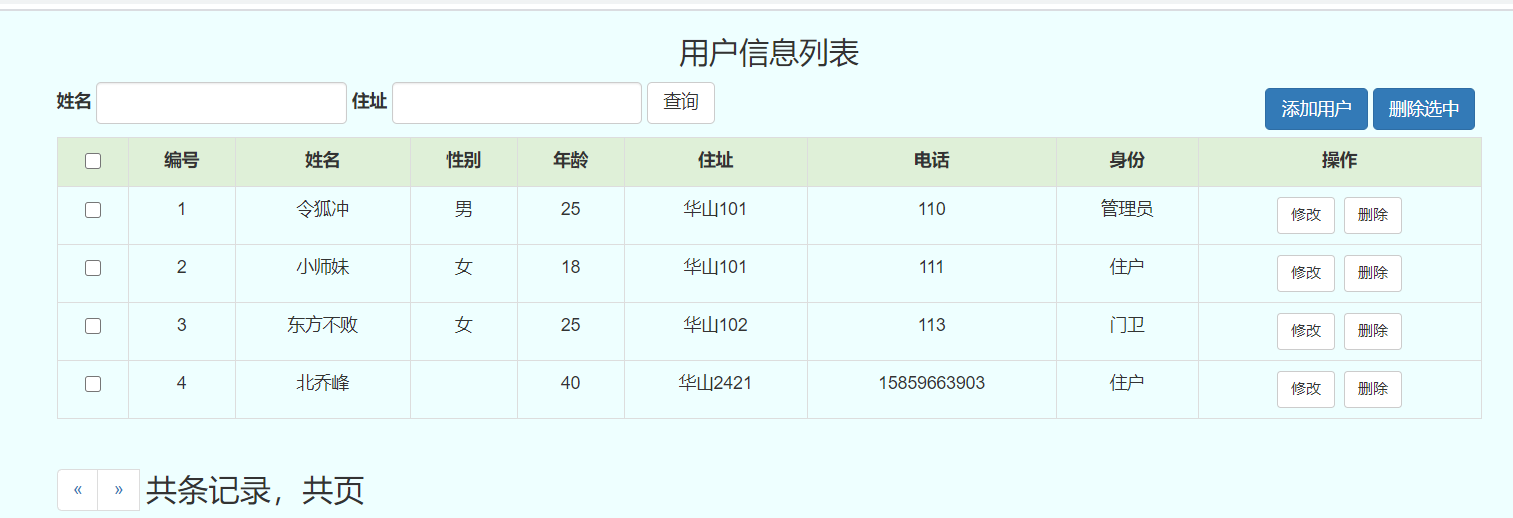 用户信息列表
姓名 住址 查询 添加用户 删除选中
编号 姓名 性别 年龄 住址 电话 身份 操作
1 令狐冲 男 25 华山101 110 管理员 修改 删除
2 小师妹 女 18 华山101 111 住户 修改 删除
3 东方不败 女 25 华山102 113 门卫 修改 删除
4 北乔峰 40 华山2421 15859663903 住户 修改 删除
« » 共条记录，共页